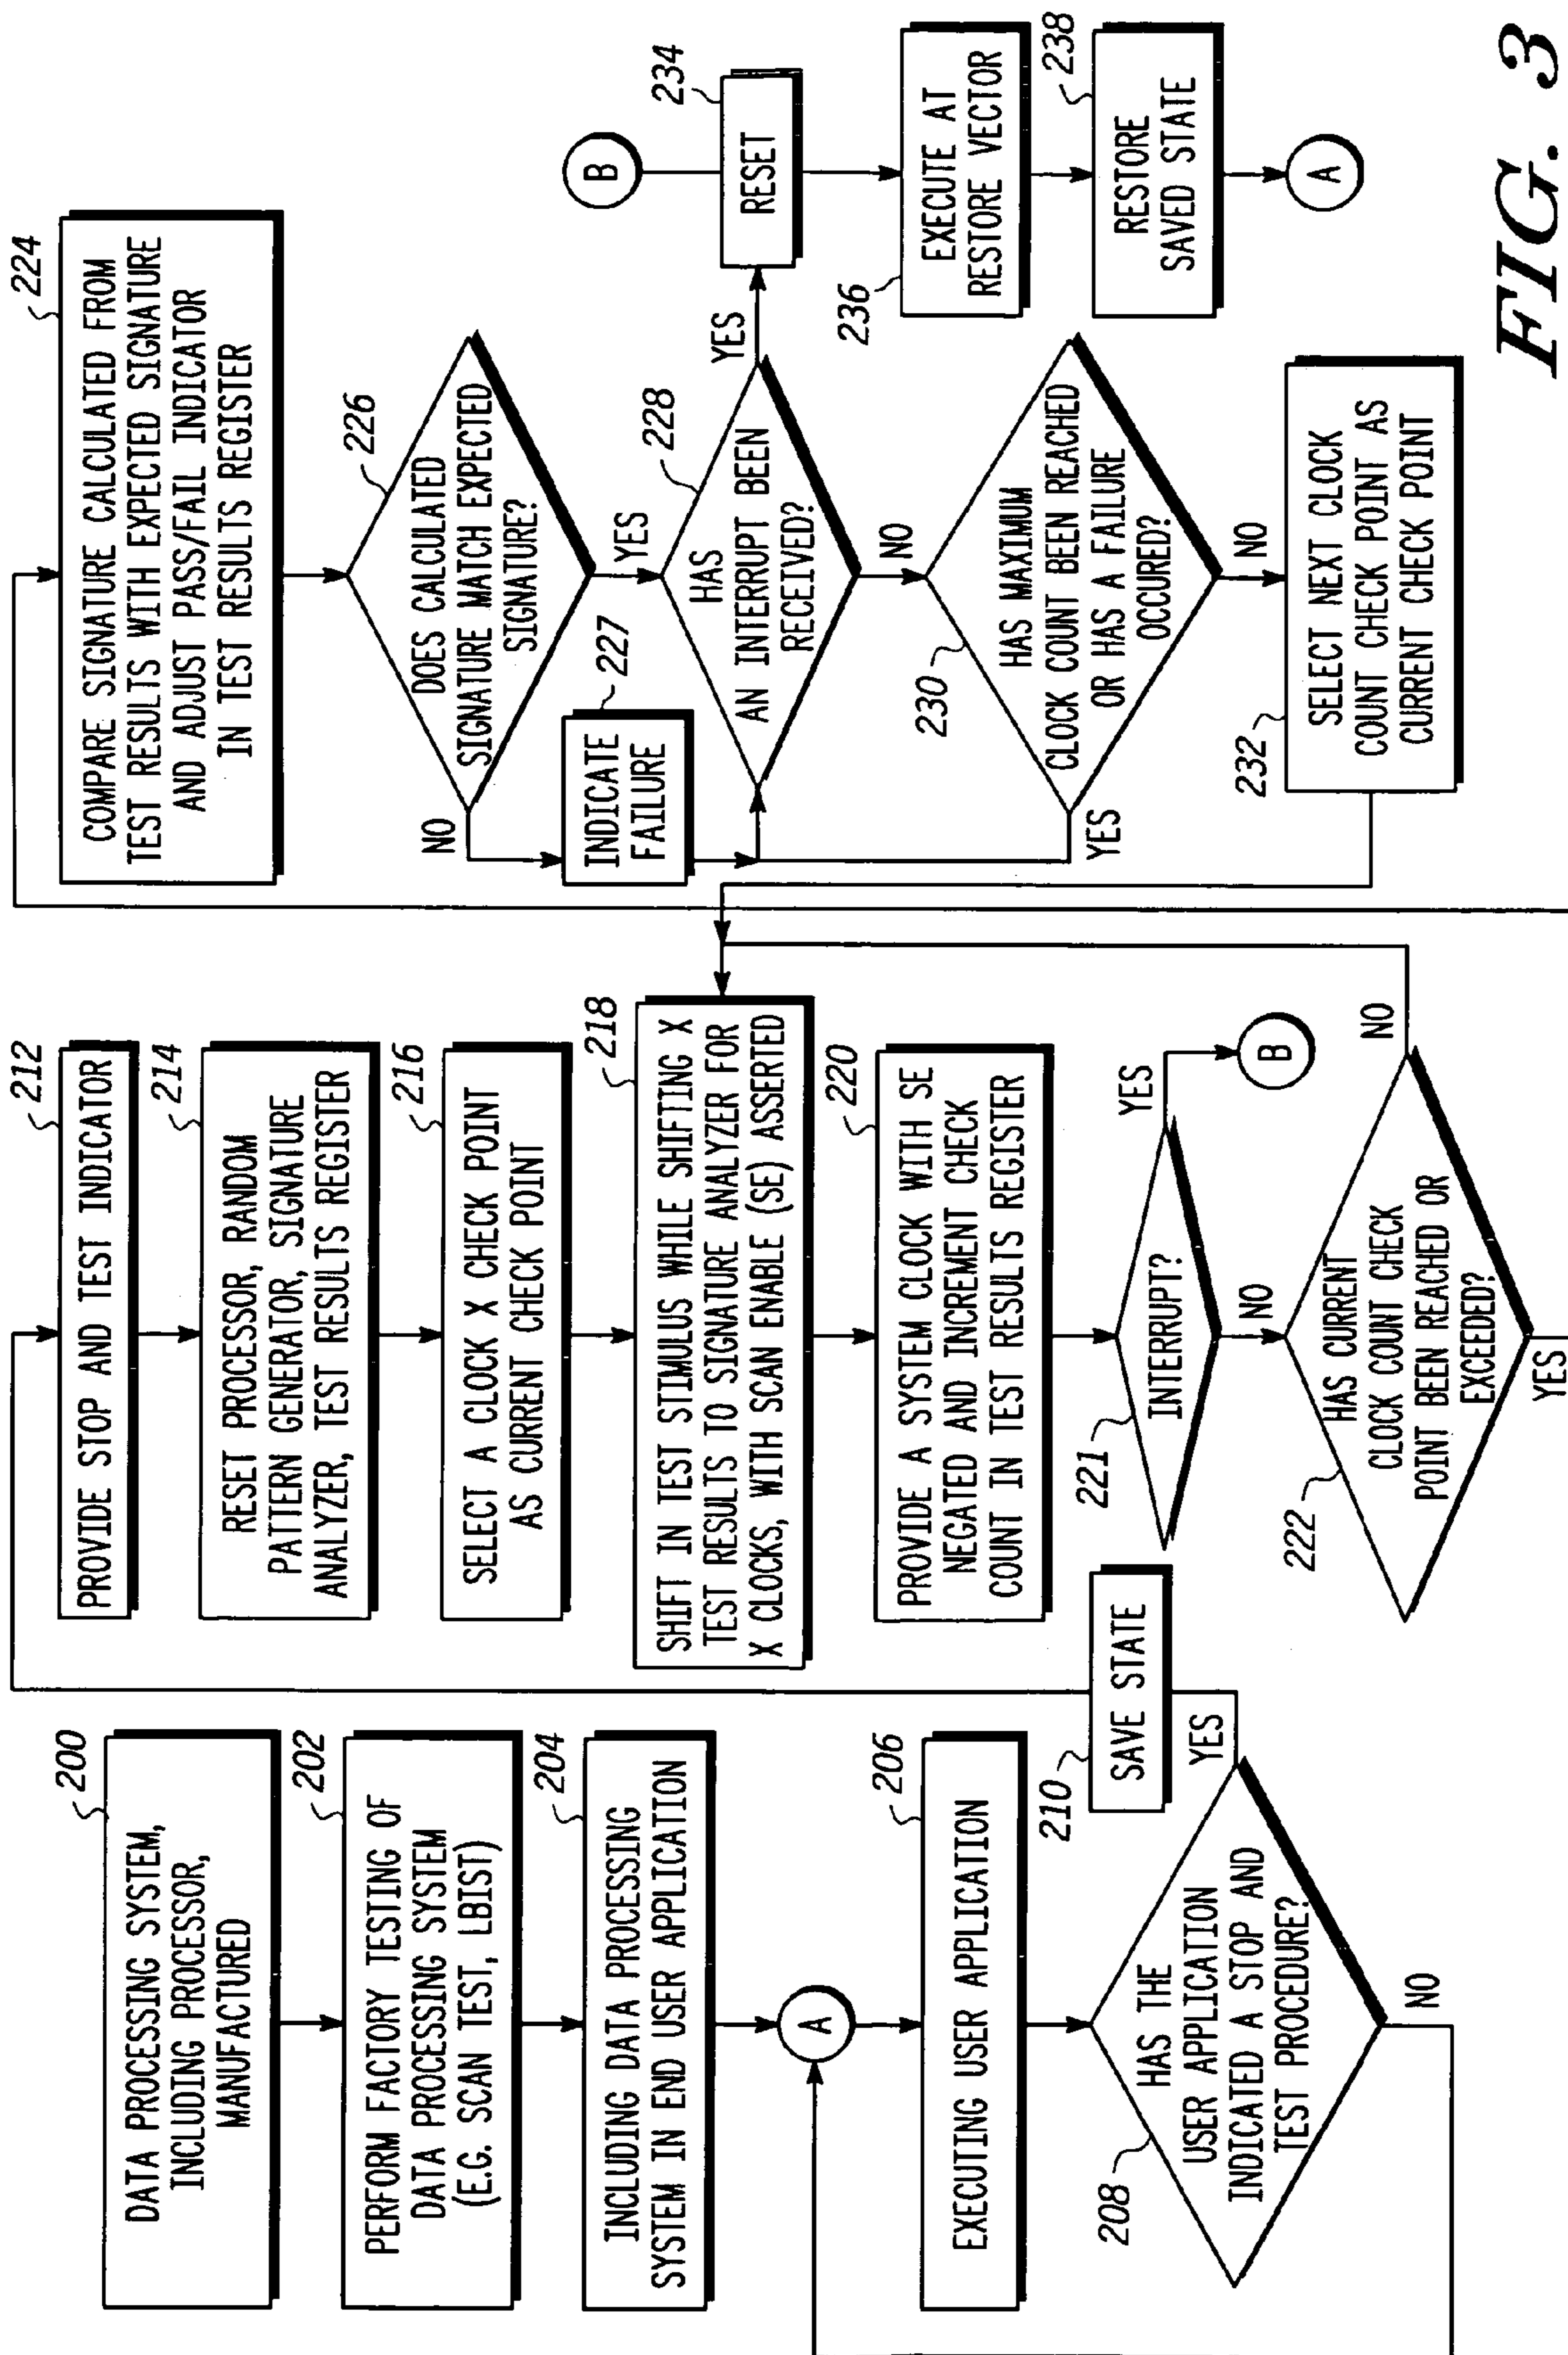 200
DATA PROCESSING SYSTEM,
INCLUDING PROCESSOR,
MANUFACTURED
202
PERFORM FACTORY TESTING OF
DATA PROCESSING SYSTEM
(E.G. SCAN TEST, LBIST)
204
INCLUDING DATA PROCESSING
SYSTEM IN END USER APPLICATION
A
206
EXECUTING USER APPLICATION
208
HAS THE
USER APPLICATION
INDICATED A STOP AND
TEST PROCEDURE?
NO
YES
210
SAVE STATE
212
PROVIDE STOP AND TEST INDICATOR
214
RESET PROCESSOR, RANDOM
PATTERN GENERATOR, SIGNATURE
ANALYZER, TEST RESULTS REGISTER
216
SELECT A CLOCK X CHECK POINT
AS CURRENT CHECK POINT
218
SHIFT IN TEST STIMULUS WHILE SHIFTING X
TEST RESULTS TO SIGNATURE ANALYZER FOR
X CLOCKS, WITH SCAN ENABLE (SE) ASSERTED
220
PROVIDE A SYSTEM CLOCK WITH SE
NEGATED AND INCREMENT CHECK
COUNT IN TEST RESULTS REGISTER
221
INTERRUPT?
YES
B
NO
222
HAS CURRENT
CLOCK COUNT CHECK
POINT BEEN REACHED OR
EXCEEDED?
NO
YES
224
COMPARE SIGNATURE CALCULATED FROM
TEST RESULTS WITH EXPECTED SIGNATURE
AND ADJUST PASS/FAIL INDICATOR
IN TEST RESULTS REGISTER
226
DOES CALCULATED
SIGNATURE MATCH EXPECTED
SIGNATURE?
NO
YES
227
INDICATE
FAILURE
228
HAS
AN INTERRUPT BEEN
RECEIVED?
YES
NO
230
HAS MAXIMUM
CLOCK COUNT BEEN REACHED
OR HAS A FAILURE
OCCURED?
YES
NO
232
SELECT NEXT CLOCK
COUNT CHECK POINT AS
CURRENT CHECK POINT
B
234
RESET
236
EXECUTE AT
RESTORE VECTOR
238
RESTORE
SAVED STATE
A
FIG. 3